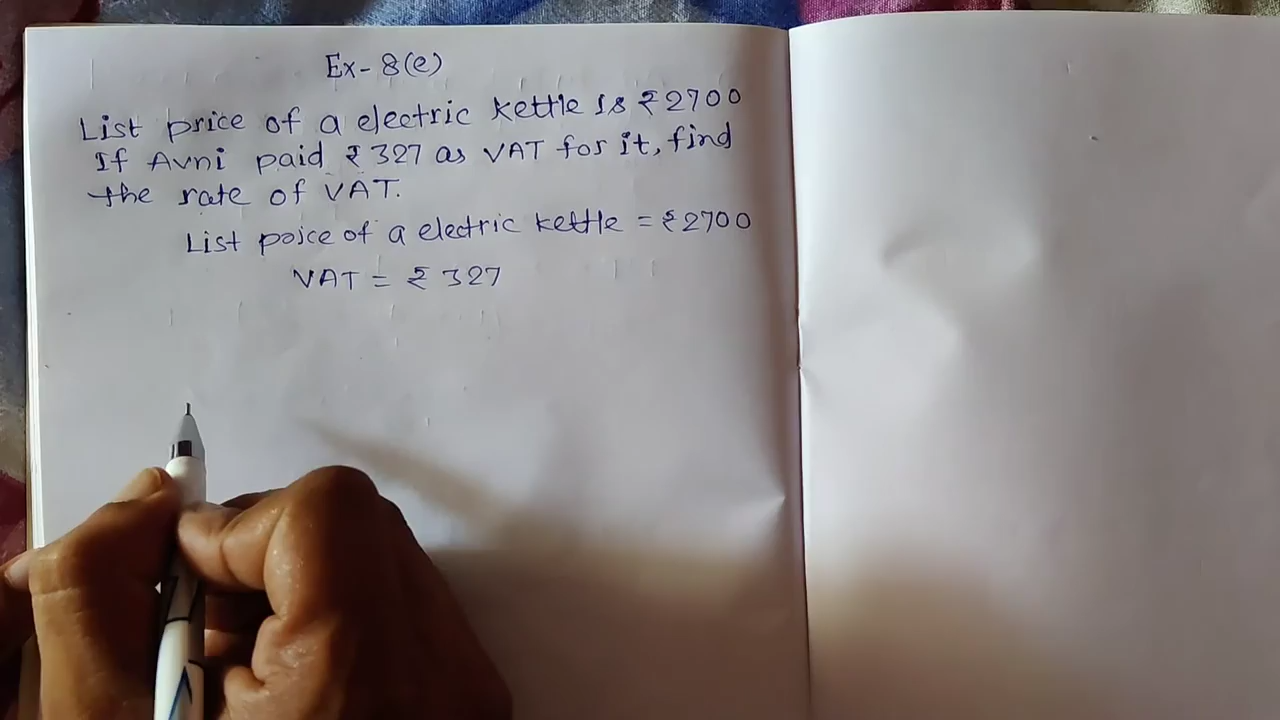 Ex-8(e)
List price of a electric kettle is ₹2700
If Avni paid ₹327 as VAT for it, find
the rate of VAT.
List poice of a electric kettle = ₹2700
VAT = ₹327